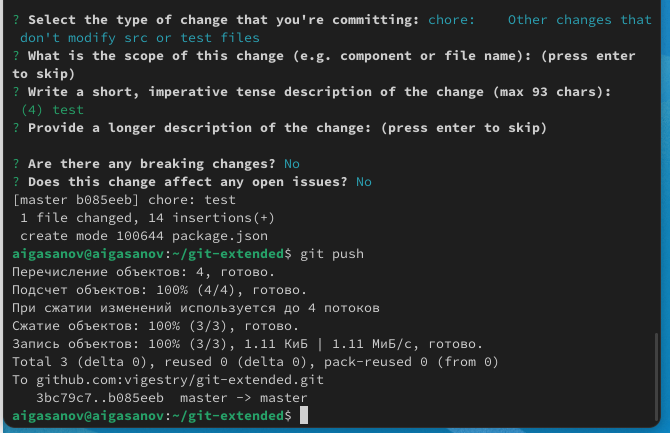 ? Select the type of change that you're committing: chore:    Other changes that
 don't modify src or test files
? What is the scope of this change (e.g. component or file name): (press enter
to skip)
? Write a short, imperative tense description of the change (max 93 chars):
 (4) test
? Provide a longer description of the change: (press enter to skip)
? Are there any breaking changes? No
? Does this change affect any open issues? No
[master b085eeb] chore: test
 1 file changed, 14 insertions(+)
 create mode 100644 package.json
aigasanov@aigasanov:~/git-extended$ git push
Перечисление объектов: 4, готово.
Подсчет объектов: 100% (4/4), готово.
При сжатии изменений используется до 4 потоков
Сжатие объектов: 100% (3/3), готово.
Запись объектов: 100% (3/3), 1.11 КиБ | 1.11 МиБ/с, готово.
Total 3 (delta 0), reused 0 (delta 0), pack-reused 0 (from 0)
To github.com:vigestry/git-extended.git
   3bc79c7..b085eeb  master -> master
aigasanov@aigasanov:~/git-extended$